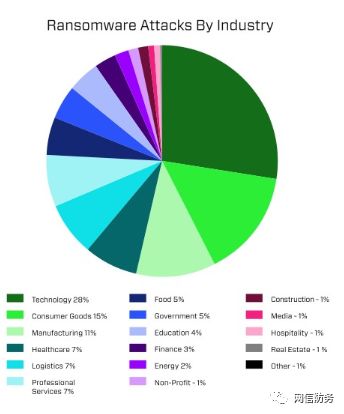 Ransomware Attacks By Industry
Technology 28%
Consumer Goods 15%
Manufacturing 11%
Healthcare 7%
Logistics 7%
Professional
Services 7%
Food 5%
Government 5%
Education 4%
Finance 3%
Energy 2%
Non-Profit - 1%
Construction - 1%
Media - 1%
Hospitality - 1%
Real Estate - 1 %
Other - 1%
网信防务